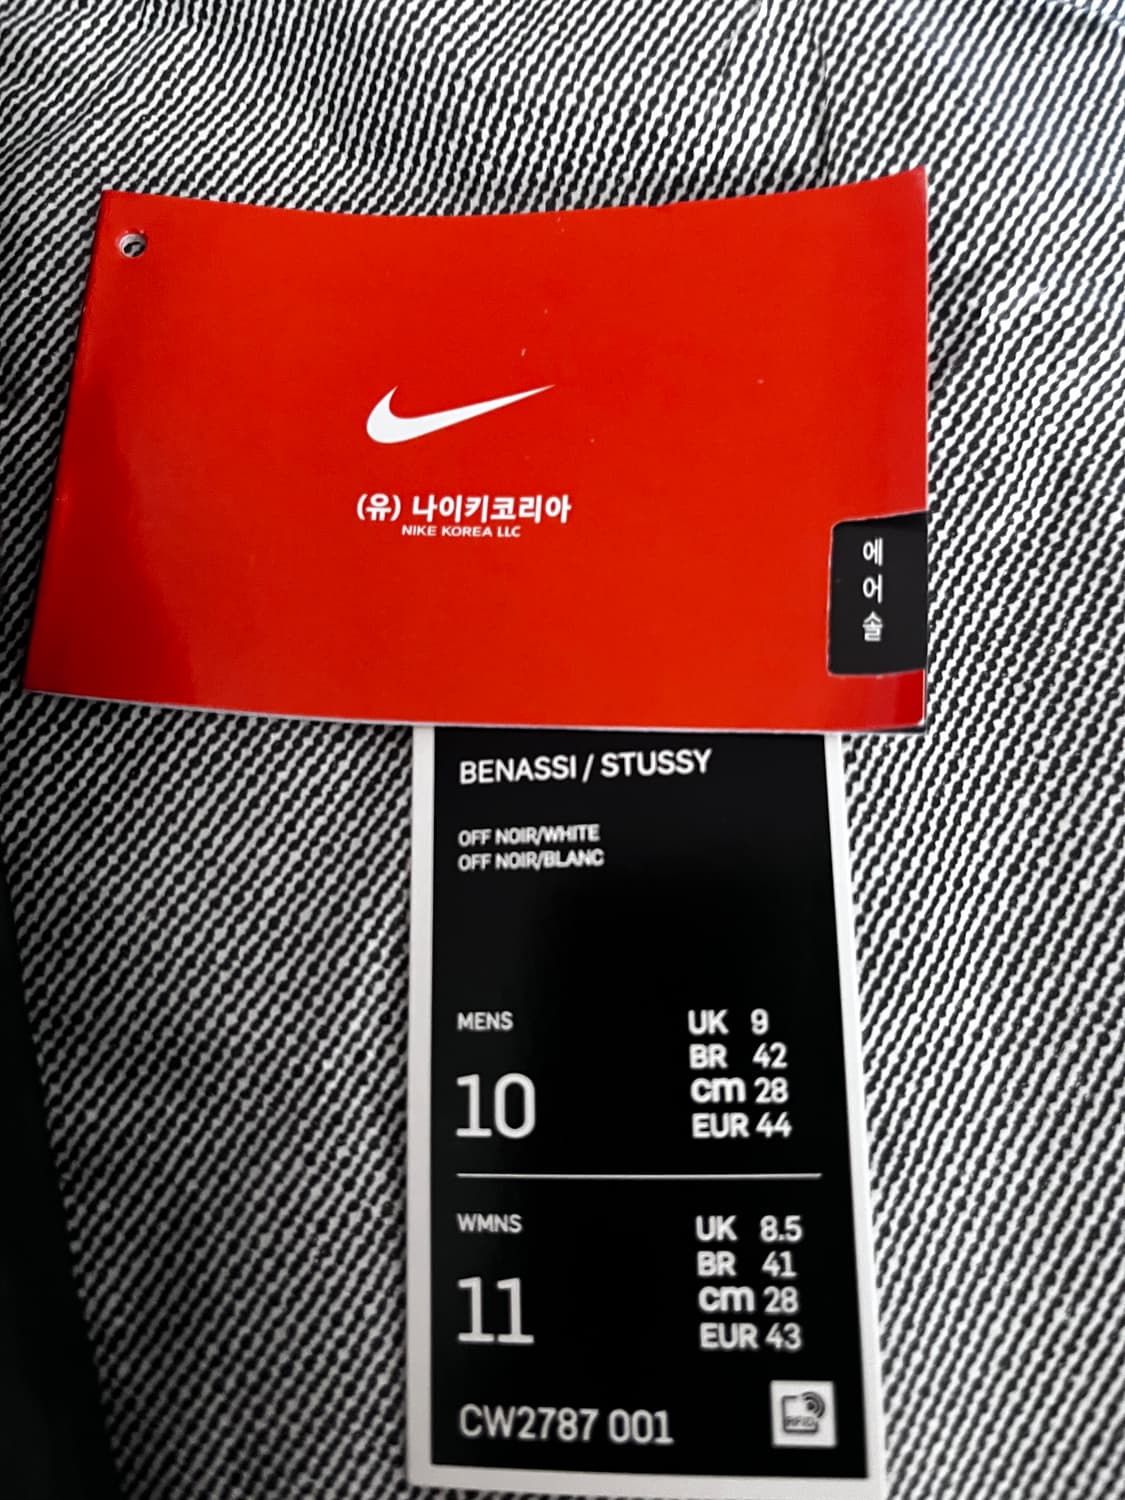 (유) 나이키코리아
NIKE KOREA LLC
에
어
솔
BENASSI / STUSSY
OFF NOIR/WHITE
OFF NOIR/BLANC
MENS
10
UK 9
BR 42
cm 28
EUR 44
WMNS
11
UK 8.5
BR 41
cm 28
EUR 43
CW2787 001
RFID